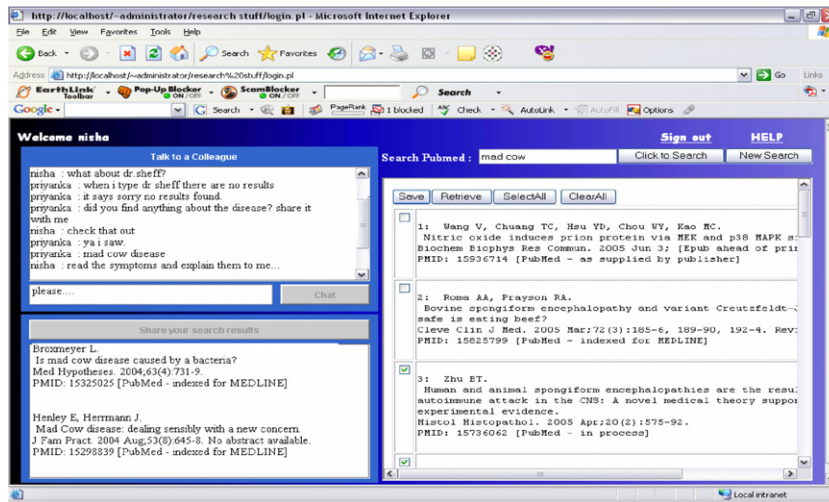 http://localhost/~administrator/research stuff/login.pl - Microsoft Internet Explorer
File Edit View Favorites Tools Help
Back Search Favorites
Address http://localhost/~administrator/research%20stuff/login.pl Go Links
EarthLink Toolbar Pop-Up Blocker ON / OFF ScamBlocker ON / OFF Search
Google Search PageRank 1 blocked Check AutoLink AutoFill Options
Welcome nisha Sign out HELP
Talk to a Colleague
nisha : what about dr.sheff?
priyanka : when i type dr sheff there are no results
priyanka : it says sorry no results found.
priyanka : did you find anything about the disease? share it
with me
nisha : check that out
priyanka : ya i saw.
priyanka : mad cow disease
nisha : read the symptoms and explain them to me...
please.... Chat
Share your search results
Broxmeyer L.
Is mad cow disease caused by a bacteria?
Med Hypotheses. 2004;63(4):731-9.
PMID: 15325025 [PubMed - indexed for MEDLINE]
Henley E, Herrmann J.
Mad Cow disease: dealing sensibly with a new concern.
J Fam Pract. 2004 Aug;53(8):645-8. No abstract available.
PMID: 15298839 [PubMed - indexed for MEDLINE]
Search Pubmed : mad cow Click to Search New Search
Save Retrieve SelectAll ClearAll
1: Wang V, Chuang TC, Hsu YD, Chou WY, Kao MC.
Nitric oxide induces prion protein via MEK and p38 MAPK s
Biochem Biophys Res Commun. 2005 Jun 3; [Epub ahead of prin
PMID: 15936714 [PubMed - as supplied by publisher]
2: Roma AA, Prayson RA.
Bovine spongiform encephalopathy and variant Creutzfeldt-J
safe is eating beef?
Cleve Clin J Med. 2005 Mar;72(3):185-6, 189-90, 192-4. Rev
PMID: 15825799 [PubMed - indexed for MEDLINE]
3: Zhu BT.
Human and animal spongiform encephalopathies are the resu
autoimmune attack in the CNS: A novel medical theory suppor
experimental evidence.
Histol Histopathol. 2005 Apr;20(2):575-92.
PMID: 15736062 [PubMed - in process]
Local intranet